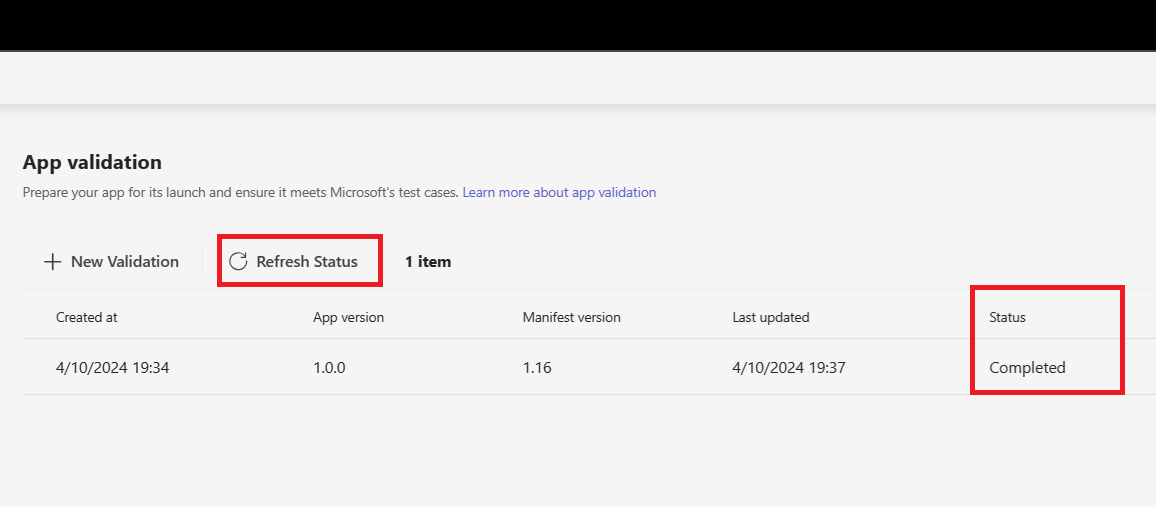 App validation
Prepare your app for its launch and ensure it meets Microsoft's test cases. Learn more about app validation
New Validation Refresh Status 1 item
Created at App version Manifest version Last updated Status
4/10/2024 19:34 1.0.0 1.16 4/10/2024 19:37 Completed